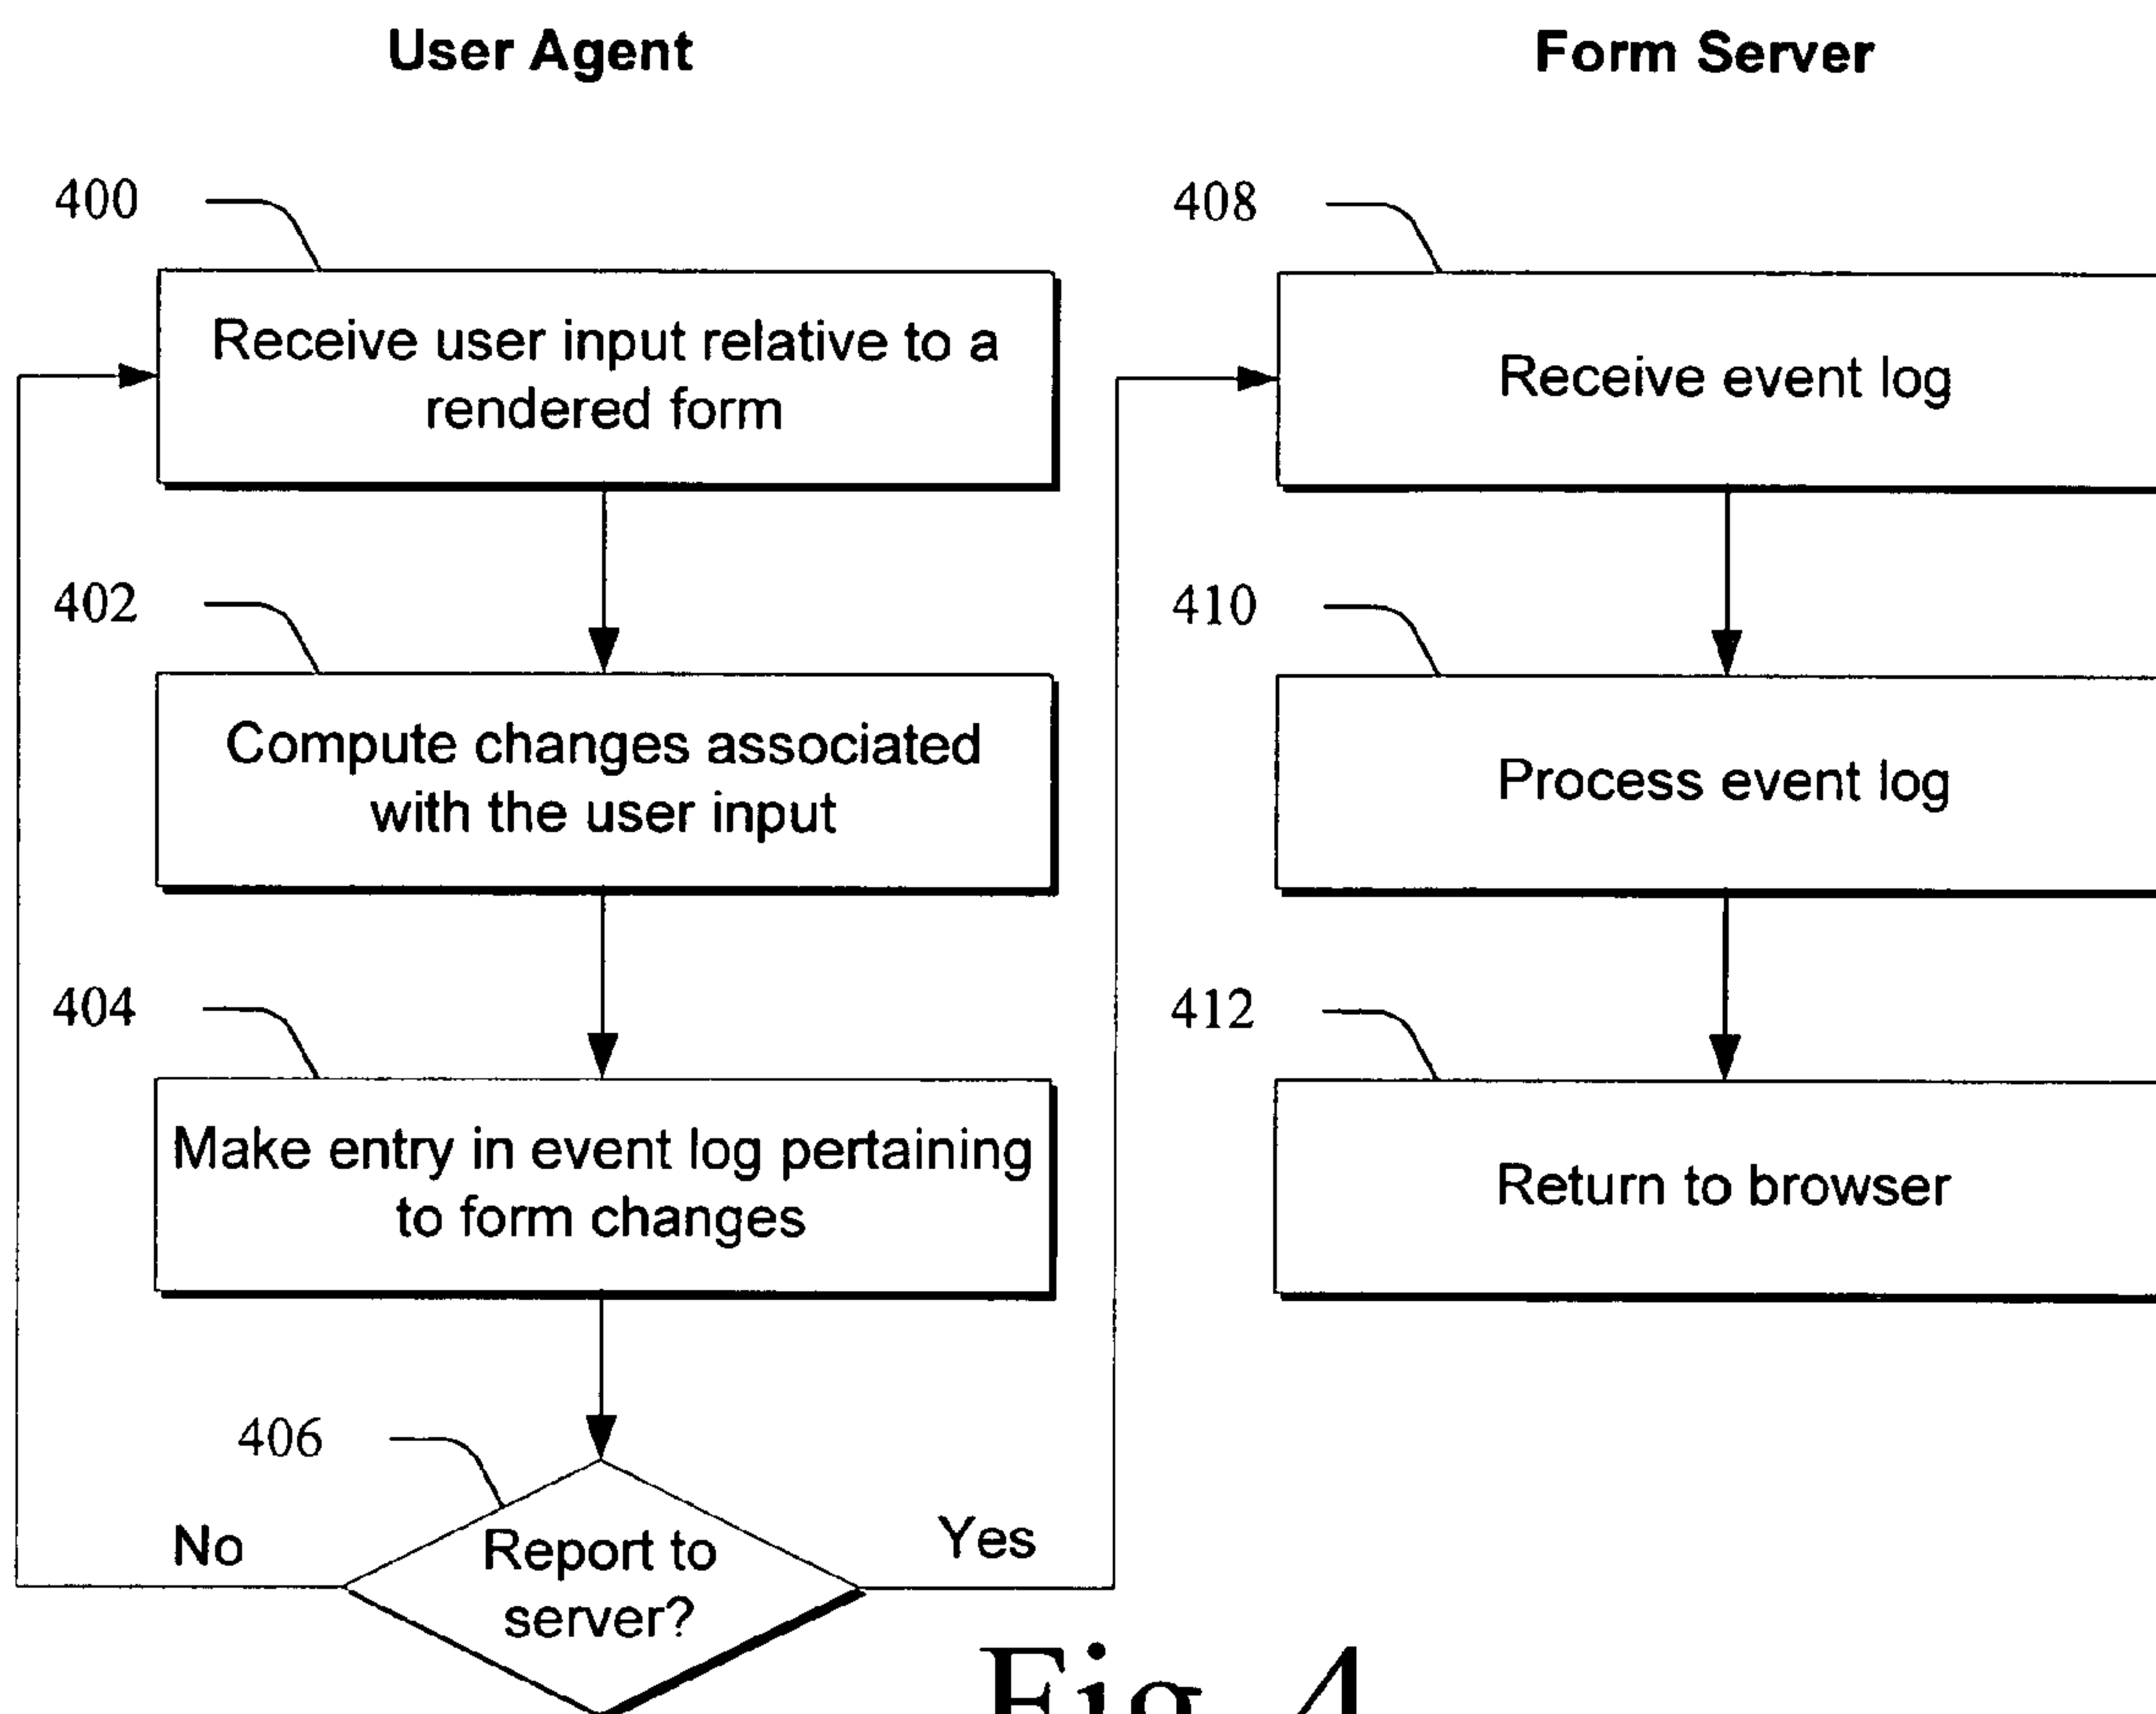 User Agent
Form Server
400
Receive user input relative to a
rendered form
402
Compute changes associated
with the user input
404
Make entry in event log pertaining
to form changes
406
Report to
server?
No
Yes
408
Receive event log
410
Process event log
412
Return to browser
Fig. 4